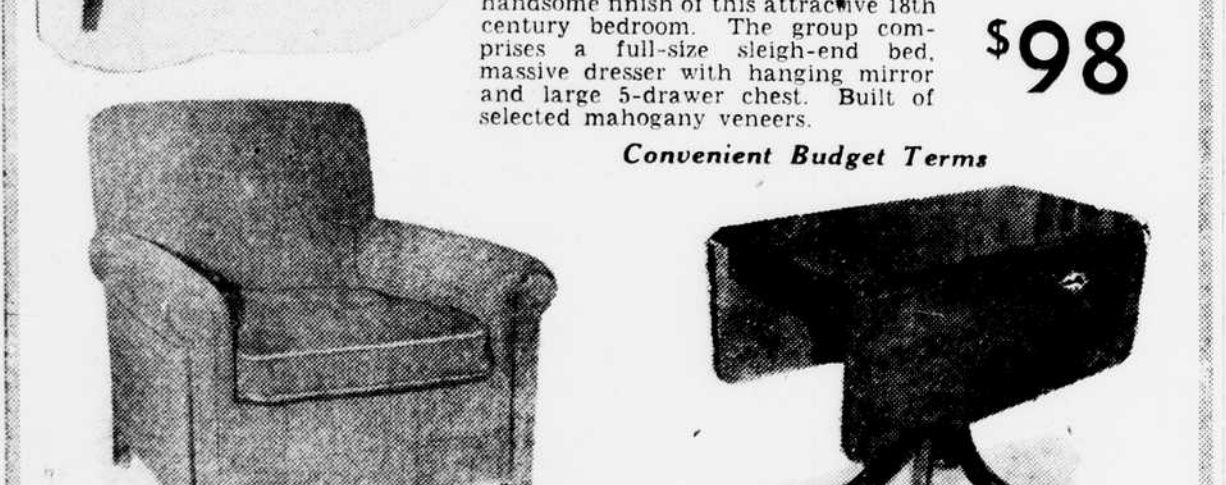 handsome finish of this attractive 18th
century bedroom. The group com-
prises a full-size sleigh-end bed,
massive dresser with hanging mirror
and large 5-drawer chest. Built of
selected mahogany veneers.
$98
Convenient Budget Terms